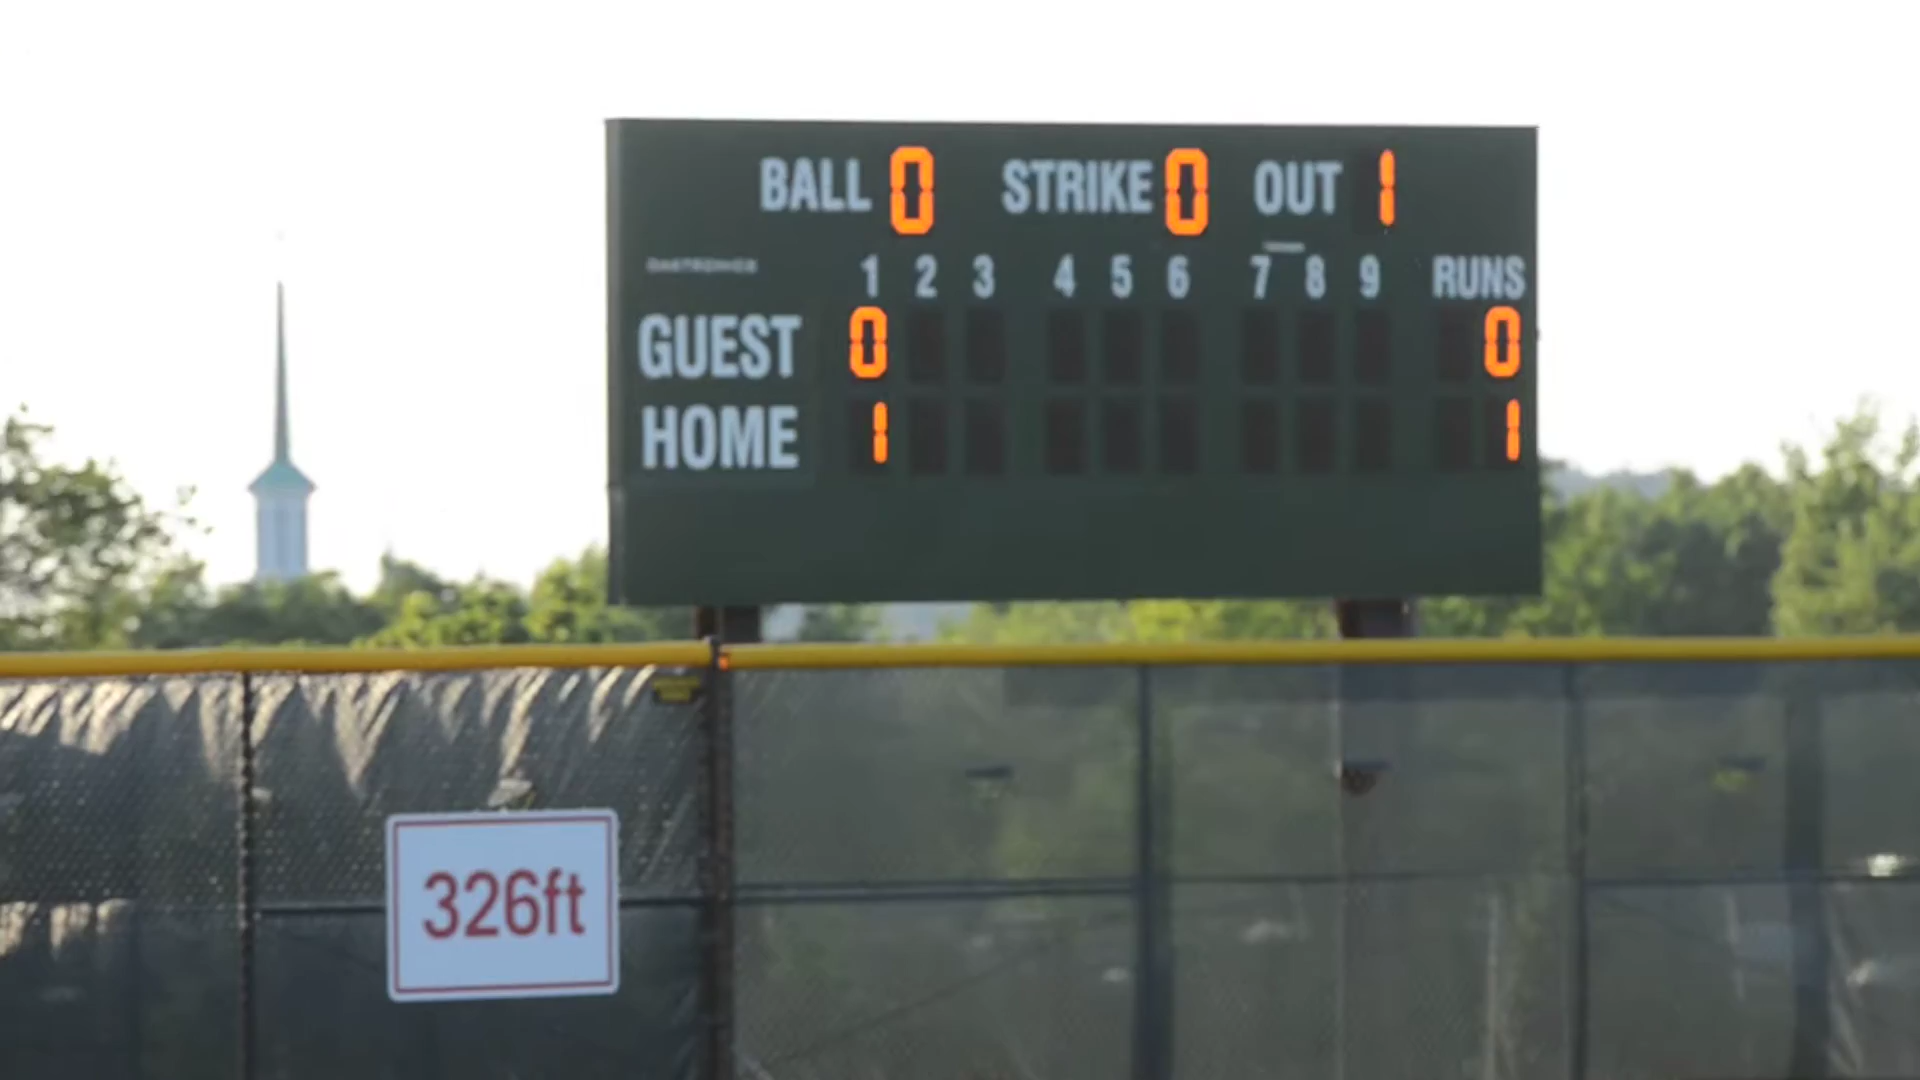 BALL 0 STRIKE 0 OUT 1
DAKTRONICS 1 2 3 4 5 6 7 8 9 RUNS
GUEST 0 0
HOME 1 1
326ft